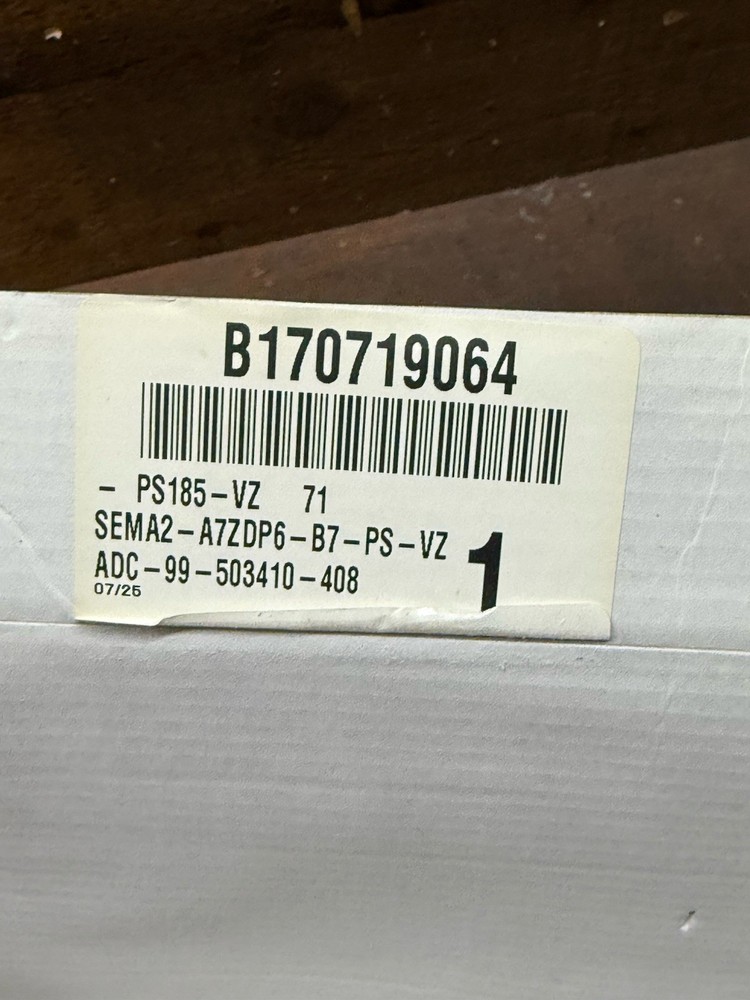 B170719064
- PS185-VZ 71
SEMA2-A7ZDP6-B7-PS-VZ
1
ADC-99-503410-408
07/25